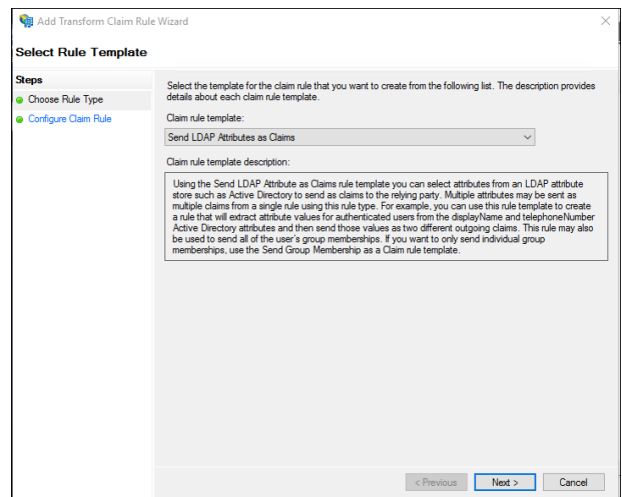 Add Transform Claim Rule Wizard
Select Rule Template
Steps
Choose Rule Type
Configure Claim Rule
Select the template for the claim rule that you want to create from the following list. The description provides
details about each claim rule template.
Claim rule template:
Send LDAP Attributes as Claims
Claim rule template description:
Using the Send LDAP Attribute as Claims rule template you can select attributes from an LDAP attribute
store such as Active Directory to send as claims to the relying party. Multiple attributes may be sent as
multiple claims from a single rule using this rule type. For example, you can use this rule template to create
a rule that will extract attribute values for authenticated users from the displayName and telephoneNumber
Active Directory attributes and then send those values as two different outgoing claims. This rule may also
be used to send all of the user's group memberships. If you want to only send individual group
memberships, use the Send Group Membership as a Claim rule template.
< Previous Next > Cancel